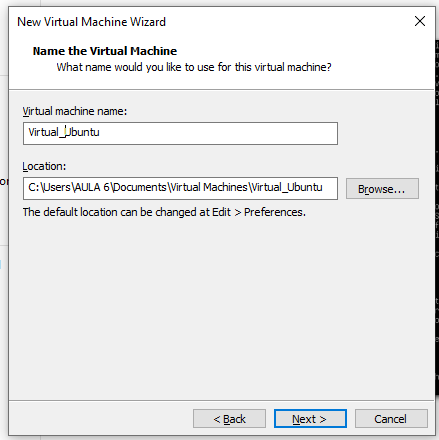 New Virtual Machine Wizard
Name the Virtual Machine
What name would you like to use for this virtual machine?
Virtual machine name:
Virtual_Ubuntu
Location:
C:\Users\AULA 6\Documents\Virtual Machines\Virtual_Ubuntu
Browse...
The default location can be changed at Edit > Preferences.
< Back
Next >
Cancel